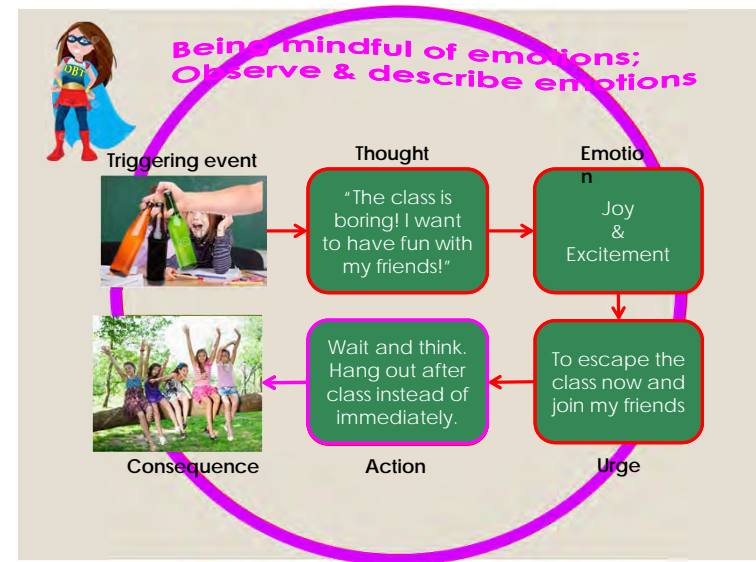 DBT
Being mindful of emotions;
Observe & describe emotions
Triggering event
Thought
Emotio
n
"The class is
boring! I want
to have fun with
my friends!"
Joy
&
Excitement
Wait and think.
Hang out after
class instead of
immediately.
To escape the
class now and
join my friends
Consequence
Action
Urge